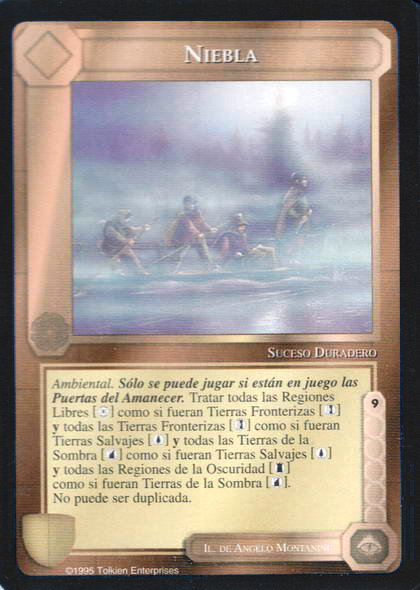 Niebla
Suceso Duradero
Ambiental. Sólo se puede jugar si están en juego las
Puertas del Amanecer. Tratar todas las Regiones
Libres [ ] como si fueran Tierras Fronterizas [ ]
y todas las Tierras Fronterizas [ ] como si fueran
Tierras Salvajes [ ] y todas las Tierras de la
Sombra [ ] como si fueran Tierras Salvajes [ ]
y todas las Regiones de la Oscuridad [ ]
como si fueran Tierras de la Sombra [ ].
No puede ser duplicada.
9
Il. de Angelo Montanini
©1995 Tolkien Enterprises